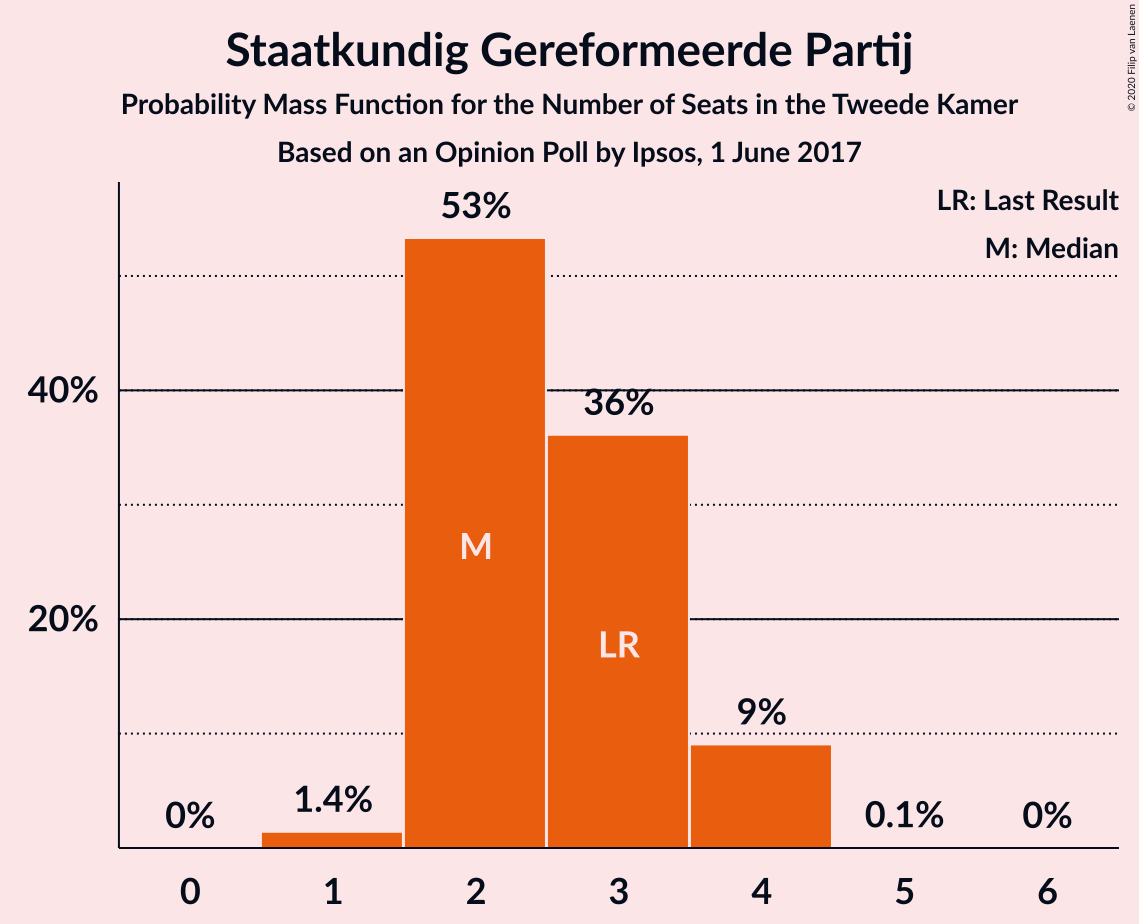 Staatkundig Gereformeerde Partij
Probability Mass Function for the Number of Seats in the Tweede Kamer
Based on an Opinion Poll by Ipsos, 1 June 2017
© 2020 Filip van Laenen
LR: Last Result
M: Median
53%
40%
36%
M
20%
LR
9%
0%
1.4%
0.1%
0%
0
1
2
3
4
5
6